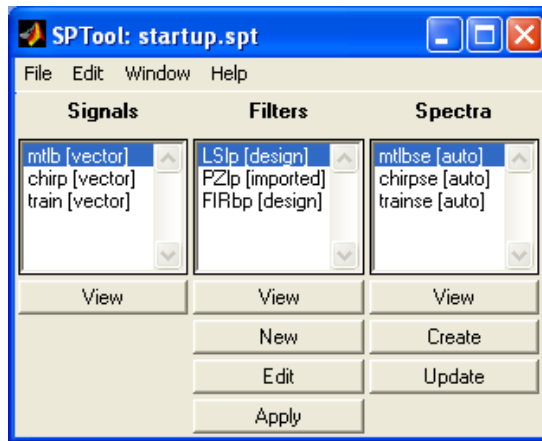 SPTool: startup.spt
File Edit Window Help
Signals Filters Spectra
mtlb [vector] LSlp [design] mtlbse [auto]
chirp [vector] PZlp [imported] chirpse [auto]
train [vector] FIRbp [design] trainse [auto]
View View View
New Create
Edit Update
Apply